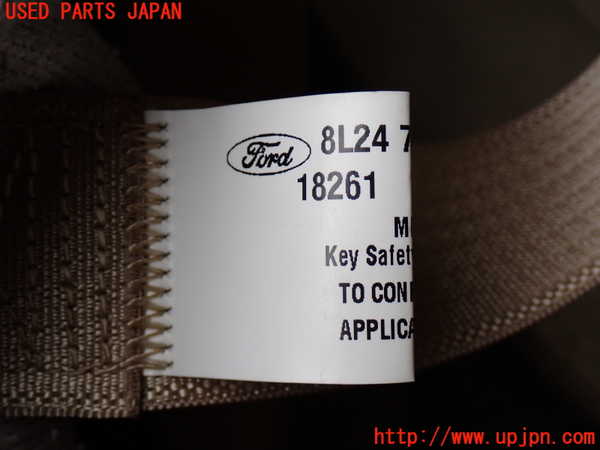 USED PARTS JAPAN
Ford
8L24 7
18261
Key Safet
TO CON
APPLICA
http://www.upjpn.com/